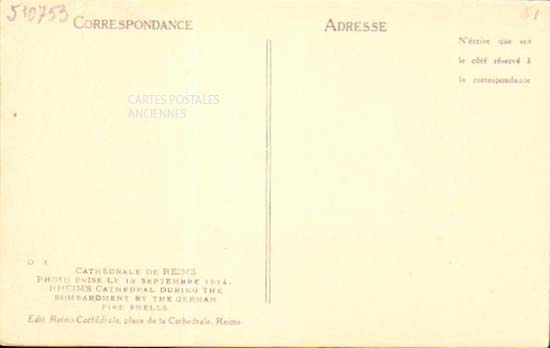 510753
CORRESPONDANCE
ADRESSE
51
N'écrire que sur
le côté réservé à
la correspondance
CARTES POSTALES
ANCIENNES
CATHÉDRALE DE REIMS
PHOTO PRISE LE 19 SEPTEMBRE 1914.
RHEIMS CATHEDRAL DURING THE
BOMBARDMENT BY THE GERMAN
FIRE SHELLS
Edit. Reims-Cathédrale, place de la Cathédrale, Reims.